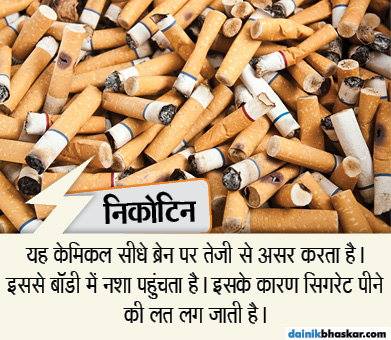 निकोटिन
यह केमिकल सीधे ब्रेन पर तेजी से असर करता है।
इससे बॉडी में नशा पहुंचता है। इसके कारण सिगरेट पीने
की लत लग जाती है।
dainikbhaskar.com